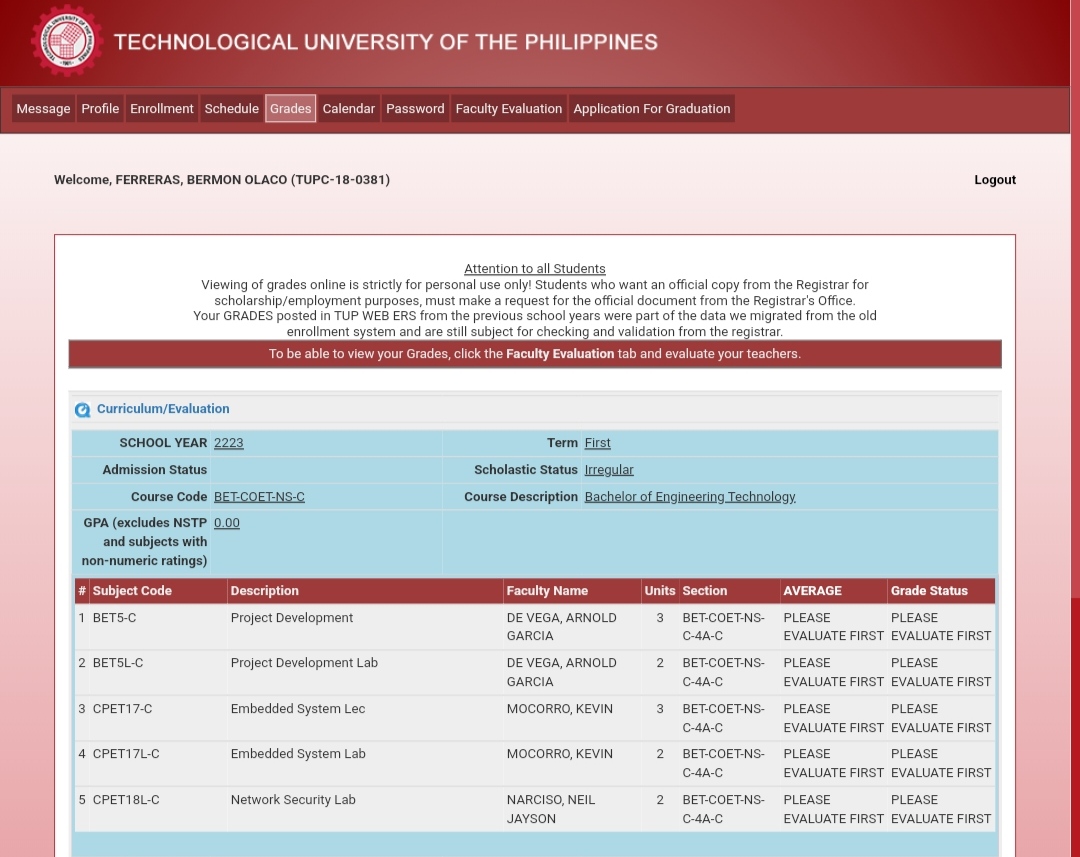 TECHNOLOGICAL UNIVERSITY OF THE PHILIPPINES
Message Profile Enrollment Schedule Grades Calendar Password Faculty Evaluation Application For Graduation
Welcome, FERRERAS, BERMON OLACO (TUPC-18-0381) Logout
Attention to all Students
Viewing of grades online is strictly for personal use only! Students who want an official copy from the Registrar for
scholarship/employment purposes, must make a request for the official document from the Registrar's Office.
Your GRADES posted in TUP WEB ERS from the previous school years were part of the data we migrated from the old
enrollment system and are still subject for checking and validation from the registrar.
To be able to view your Grades, click the Faculty Evaluation tab and evaluate your teachers.
Curriculum/Evaluation
SCHOOL YEAR 2223 Term First
Admission Status Scholastic Status Irregular
Course Code BET-COET-NS-C Course Description Bachelor of Engineering Technology
GPA (excludes NSTP 0.00
and subjects with
non-numeric ratings)
# Subject Code Description Faculty Name Units Section AVERAGE Grade Status
1 BET5-C Project Development DE VEGA, ARNOLD 3 BET-COET-NS- PLEASE PLEASE
GARCIA C-4A-C EVALUATE FIRST EVALUATE FIRST
2 BET5L-C Project Development Lab DE VEGA, ARNOLD 2 BET-COET-NS- PLEASE PLEASE
GARCIA C-4A-C EVALUATE FIRST EVALUATE FIRST
3 CPET17-C Embedded System Lec MOCORRO, KEVIN 3 BET-COET-NS- PLEASE PLEASE
C-4A-C EVALUATE FIRST EVALUATE FIRST
4 CPET17L-C Embedded System Lab MOCORRO, KEVIN 2 BET-COET-NS- PLEASE PLEASE
C-4A-C EVALUATE FIRST EVALUATE FIRST
5 CPET18L-C Network Security Lab NARCISO, NEIL 2 BET-COET-NS- PLEASE PLEASE
JAYSON C-4A-C EVALUATE FIRST EVALUATE FIRST